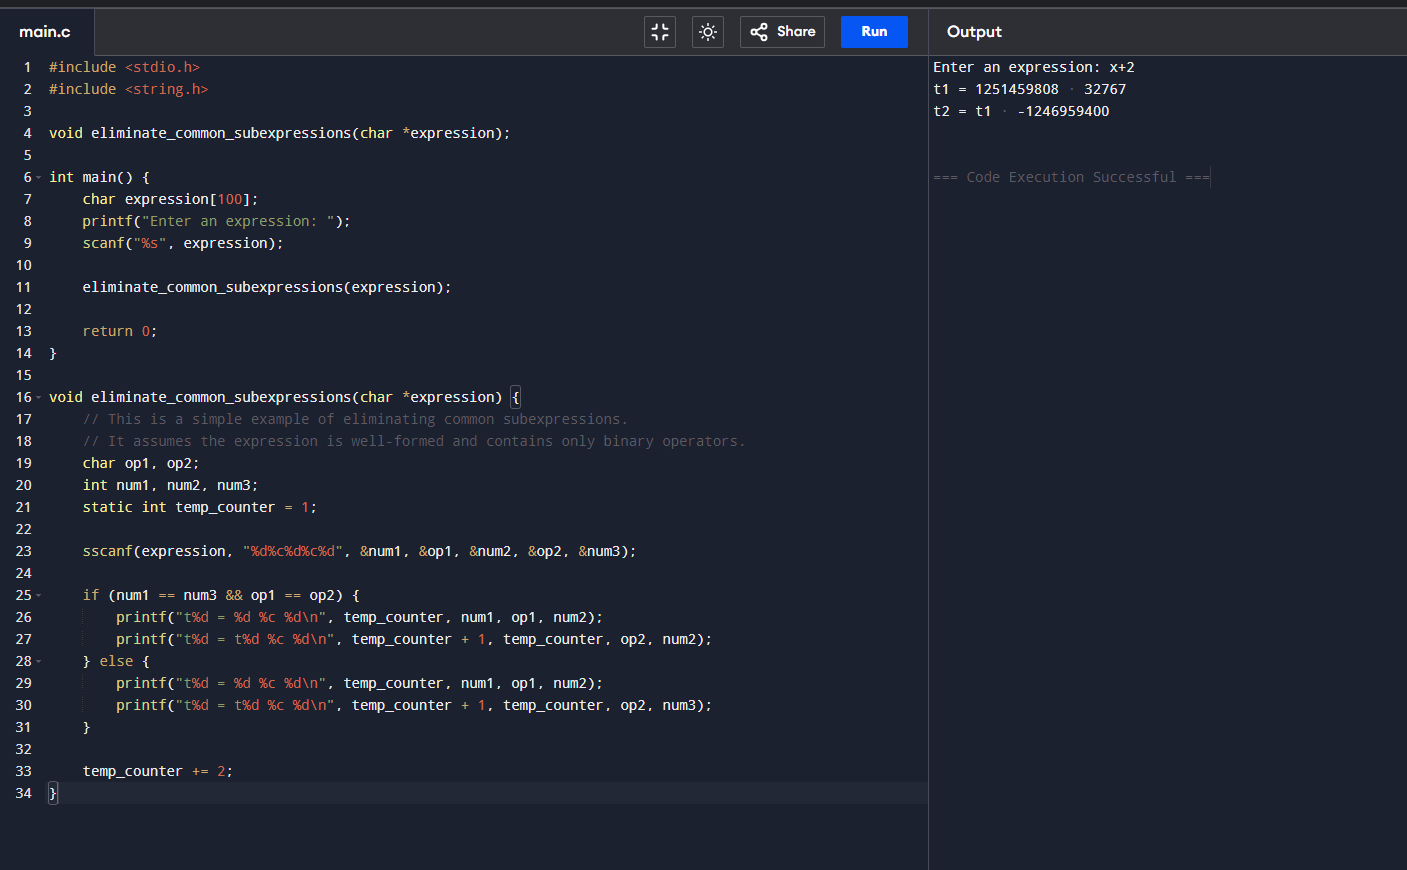 main.c
Share
Run
Output
1 #include <stdio.h>
2 #include <string.h>
3
4 void eliminate_common_subexpressions(char *expression);
5
6 int main() {
7     char expression[100];
8     printf("Enter an expression: ");
9     scanf("%s", expression);
10
11     eliminate_common_subexpressions(expression);
12
13     return 0;
14 }
15
16 void eliminate_common_subexpressions(char *expression) {
17     // This is a simple example of eliminating common subexpressions.
18     // It assumes the expression is well-formed and contains only binary operators.
19     char op1, op2;
20     int num1, num2, num3;
21     static int temp_counter = 1;
22
23     sscanf(expression, "%d%c%d%c%d", &num1, &op1, &num2, &op2, &num3);
24
25     if (num1 == num3 && op1 == op2) {
26         printf("t%d = %d %c %d\n", temp_counter, num1, op1, num2);
27         printf("t%d = t%d %c %d\n", temp_counter + 1, temp_counter, op2, num2);
28     } else {
29         printf("t%d = %d %c %d\n", temp_counter, num1, op1, num2);
30         printf("t%d = t%d %c %d\n", temp_counter + 1, temp_counter, op2, num3);
31     }
32
33     temp_counter += 2;
34 }
Enter an expression: x+2
t1 = 1251459808 · 32767
t2 = t1 · -1246959400
=== Code Execution Successful ===